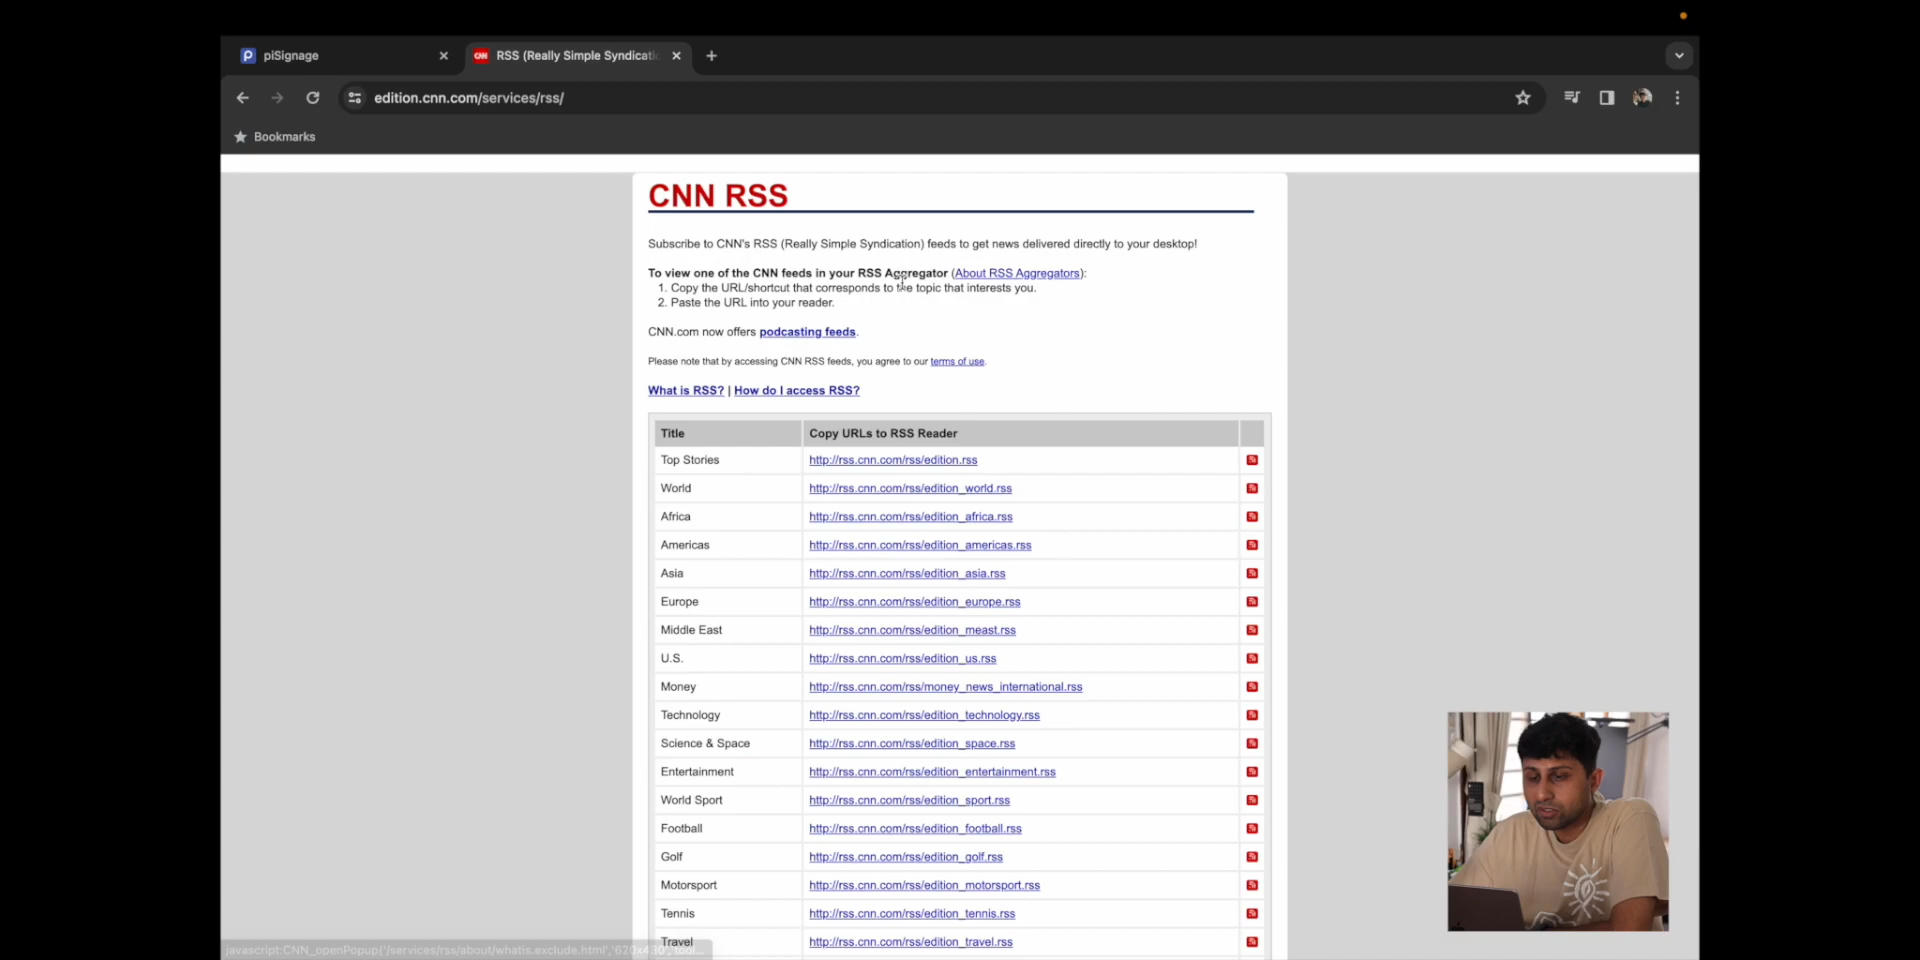 piSignage
CNN RSS (Really Simple Syndicati
edition.cnn.com/services/rss/
Bookmarks
CNN RSS
Subscribe to CNN's RSS (Really Simple Syndication) feeds to get news delivered directly to your desktop!
To view one of the CNN feeds in your RSS Aggregator (About RSS Aggregators):
1. Copy the URL/shortcut that corresponds to the topic that interests you.
2. Paste the URL into your reader.
CNN.com now offers podcasting feeds.
Please note that by accessing CNN RSS feeds, you agree to our terms of use.
What is RSS? | How do I access RSS?
Title Copy URLs to RSS Reader
Top Stories http://rss.cnn.com/rss/edition.rss
World http://rss.cnn.com/rss/edition_world.rss
Africa http://rss.cnn.com/rss/edition_africa.rss
Americas http://rss.cnn.com/rss/edition_americas.rss
Asia http://rss.cnn.com/rss/edition_asia.rss
Europe http://rss.cnn.com/rss/edition_europe.rss
Middle East http://rss.cnn.com/rss/edition_meast.rss
U.S. http://rss.cnn.com/rss/edition_us.rss
Money http://rss.cnn.com/rss/money_news_international.rss
Technology http://rss.cnn.com/rss/edition_technology.rss
Science & Space http://rss.cnn.com/rss/edition_space.rss
Entertainment http://rss.cnn.com/rss/edition_entertainment.rss
World Sport http://rss.cnn.com/rss/edition_sport.rss
Football http://rss.cnn.com/rss/edition_football.rss
Golf http://rss.cnn.com/rss/edition_golf.rss
Motorsport http://rss.cnn.com/rss/edition_motorsport.rss
Tennis http://rss.cnn.com/rss/edition_tennis.rss
Travel http://rss.cnn.com/rss/edition_travel.rss
javascript:CNN_openPopup('/services/rss/about/whatis.exclude.html','620x430','tool...